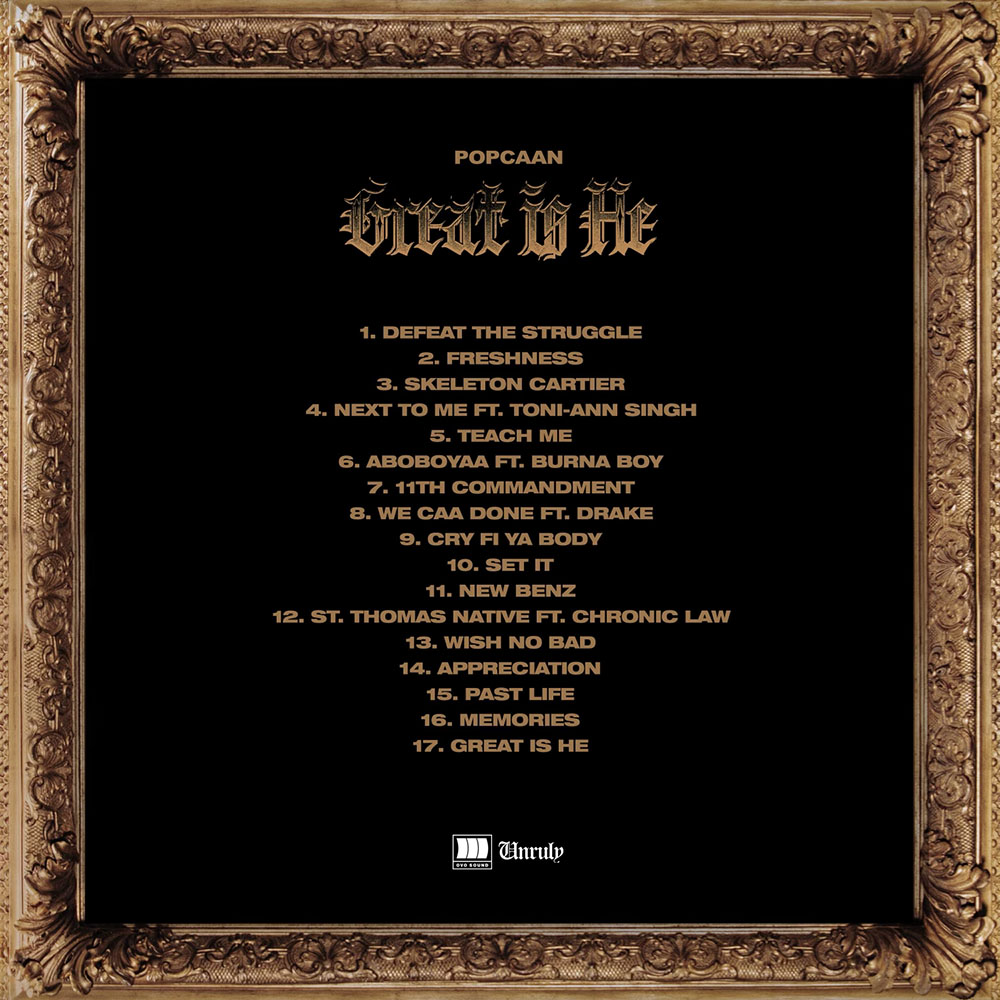 POPCAAN
Great is He
1. DEFEAT THE STRUGGLE
2. FRESHNESS
3. SKELETON CARTIER
4. NEXT TO ME FT. TONI-ANN SINGH
5. TEACH ME
6. ABOBOYAA FT. BURNA BOY
7. 11TH COMMANDMENT
8. WE CAA DONE FT. DRAKE
9. CRY FI YA BODY
10. SET IT
11. NEW BENZ
12. ST. THOMAS NATIVE FT. CHRONIC LAW
13. WISH NO BAD
14. APPRECIATION
15. PAST LIFE
16. MEMORIES
17. GREAT IS HE
OVO SOUND
Unruly